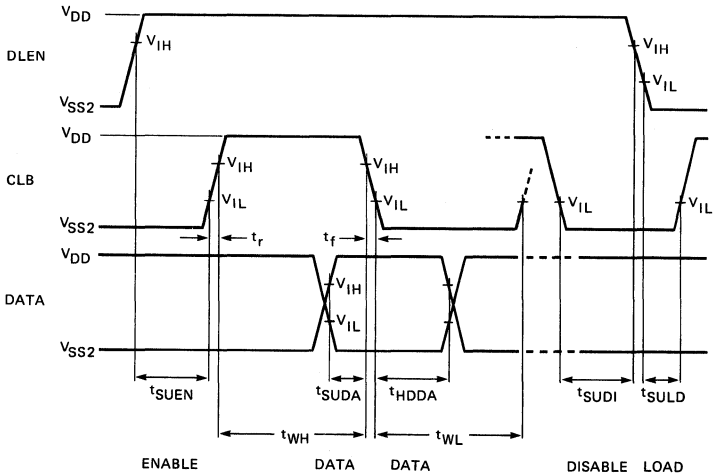 VDD
DLEN
VIH
VIH
VIL
VSS2
VDD
CLB
VIH
VIH
VIL
VIL
VIL
VIL
VSS2
tr
tf
VDD
DATA
VIH
VIL
VSS2
tSUEN
tSUDA
tHDDA
tSUDI
tSULD
tWH
tWL
ENABLE
DATA
DATA
DISABLE
LOAD